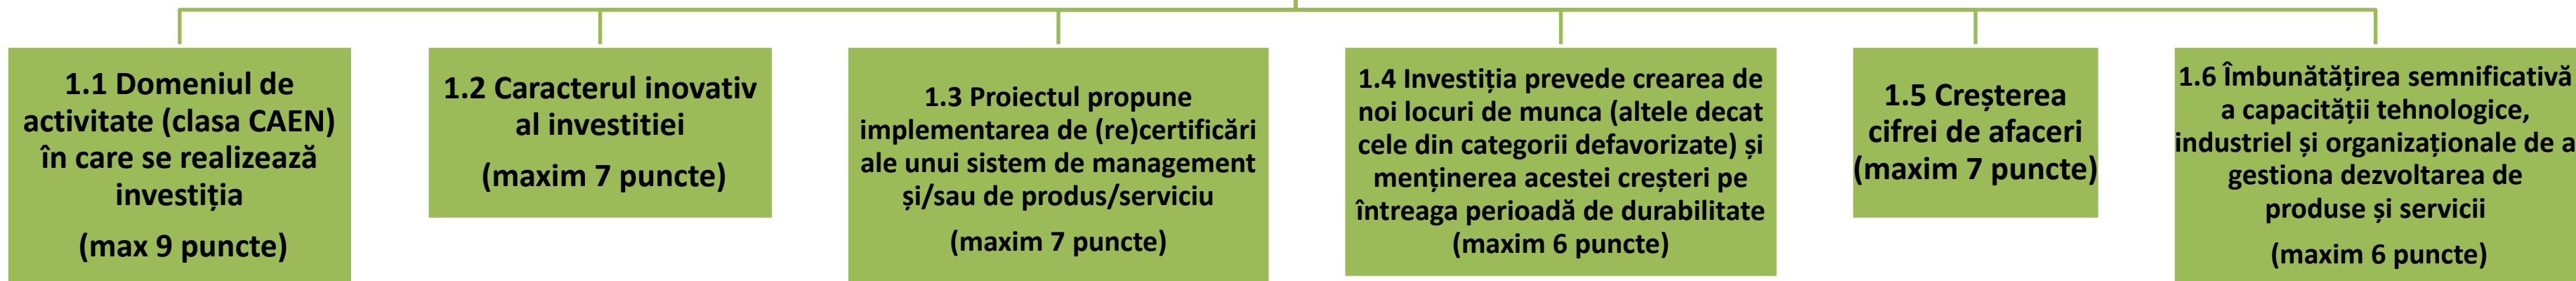 1.1 Domeniul de
activitate (clasa CAEN)
în care se realizează
investiția
(max 9 puncte)
1.2 Caracterul inovativ
al investitiei
(maxim 7 puncte)
1.3 Proiectul propune
implementarea de (re)certificări
ale unui sistem de management
și/sau de produs/serviciu
(maxim 7 puncte)
1.4 Investiția prevede crearea de
noi locuri de munca (altele decat
cele din categorii defavorizate) și
menținerea acestei creșteri pe
întreaga perioadă de durabilitate
(maxim 6 puncte)
1.5 Creșterea
cifrei de afaceri
(maxim 7 puncte)
1.6 Îmbunătățirea semnificativă
a capacității tehnologice,
industriel și organizaționale de a
gestiona dezvoltarea de
produse și servicii
(maxim 6 puncte)